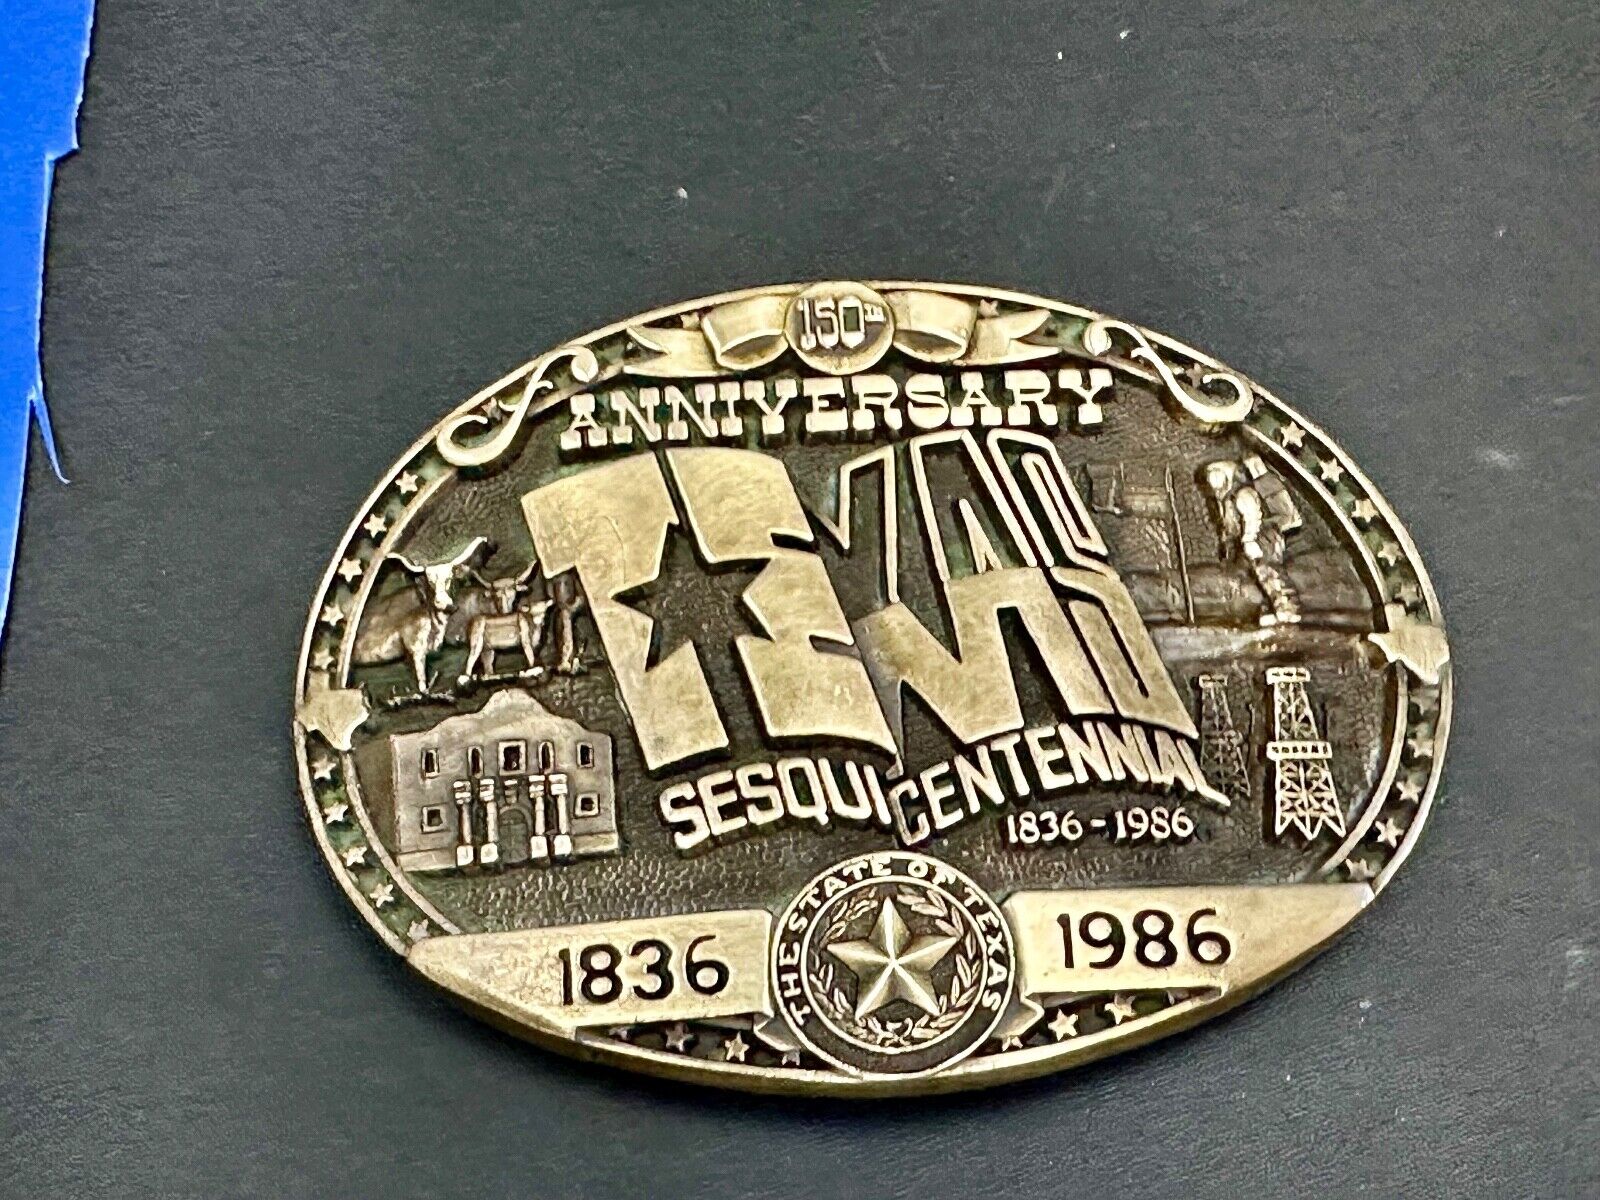 150TH
ANNIVERSARY
TEXAS
SESQUICENTENNIAL
1836-1986
1836
THE STATE OF TEXAS
1986